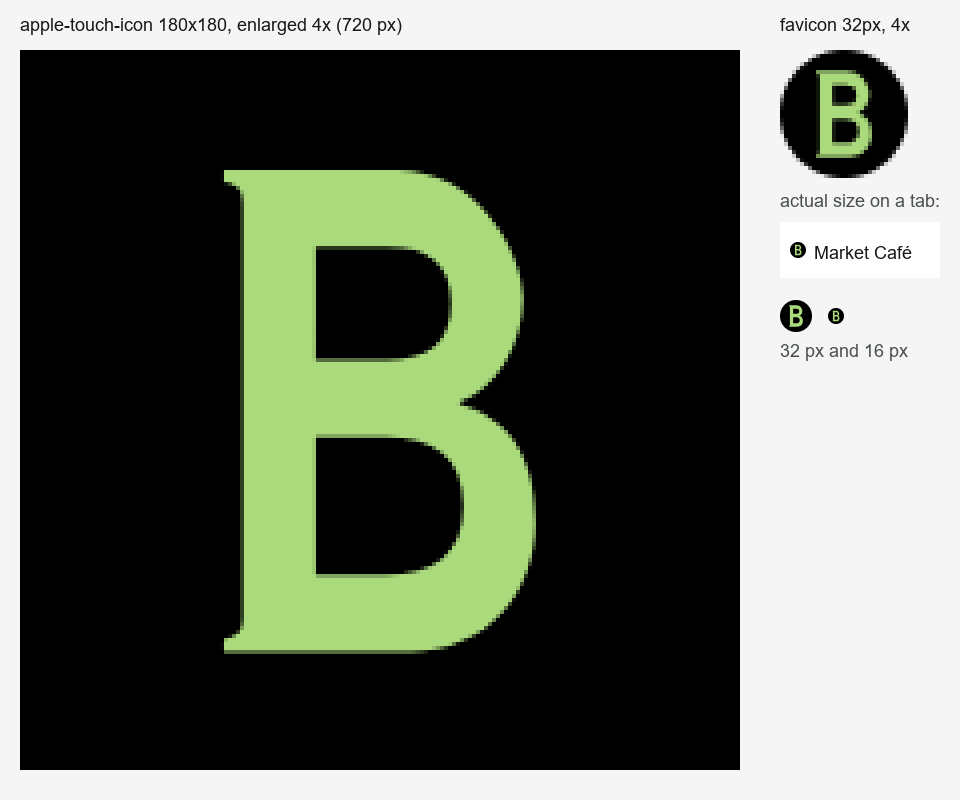 apple-touch-icon 180x180, enlarged 4x (720 px)
B
favicon 32px, 4x
B
actual size on a tab:
B Market Café
B B
32 px and 16 px